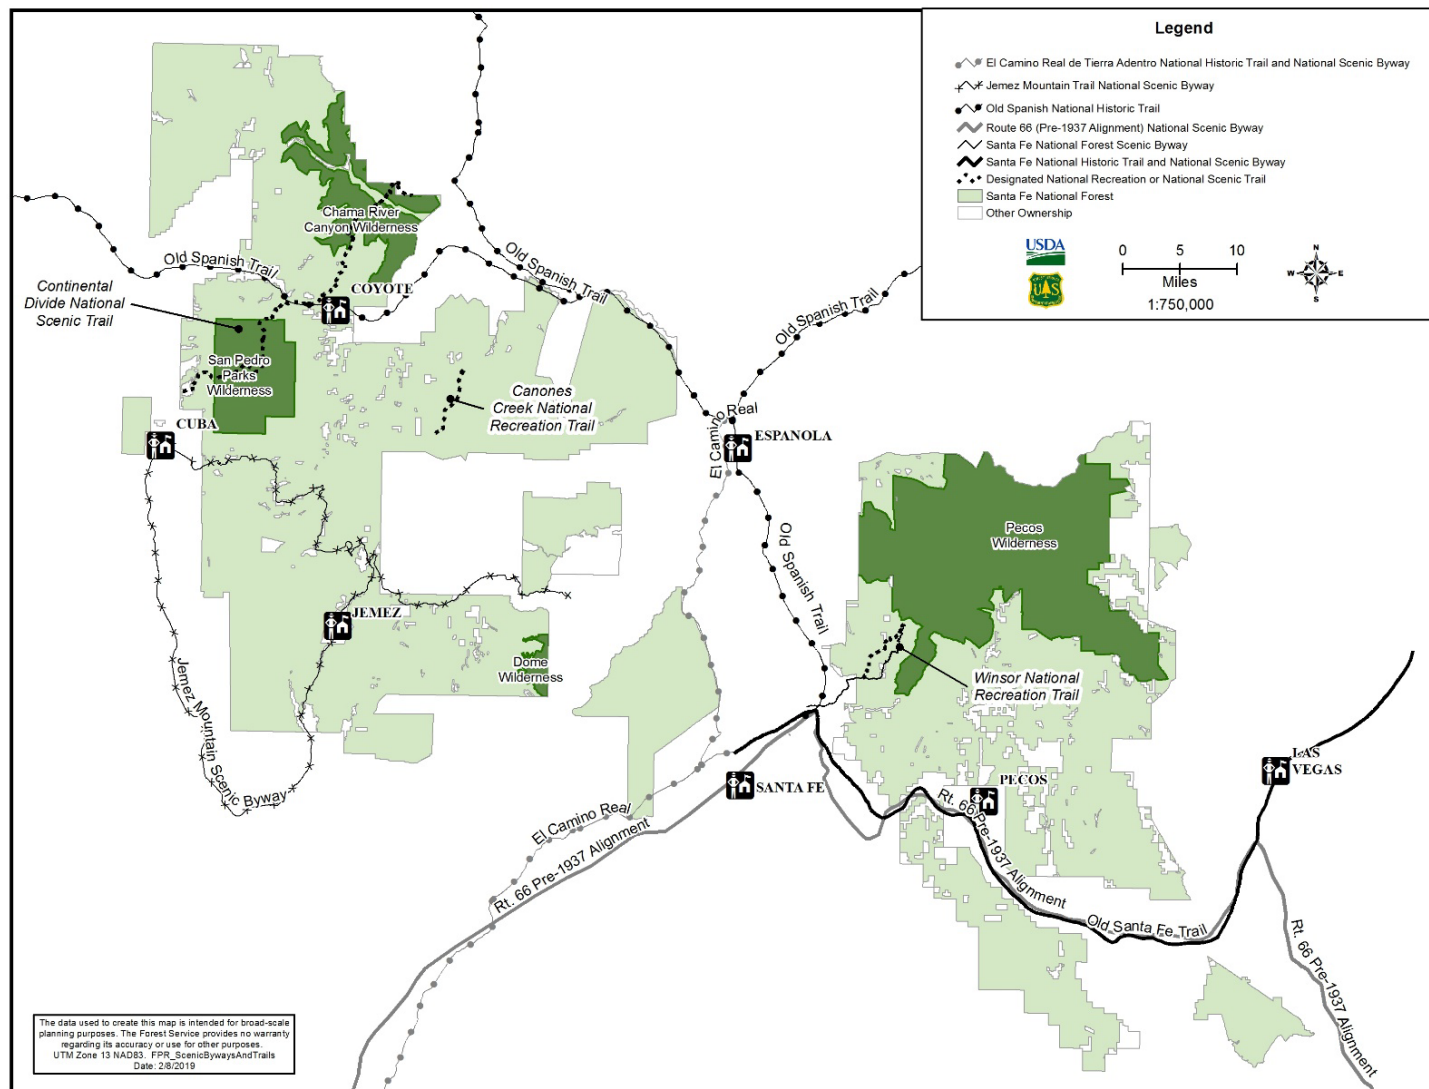 Legend
El Camino Real de Tierra Adentro National Historic Trail and National Scenic Byway
Jemez Mountain Trail National Scenic Byway
Old Spanish National Historic Trail
Route 66 (Pre-1937 Alignment) National Scenic Byway
Santa Fe National Forest Scenic Byway
Santa Fe National Historic Trail and National Scenic Byway
Designated National Recreation or National Scenic Trail
Santa Fe National Forest
Other Ownership
USDA
U S
0 5 10
Miles
1:750,000
N
W E
S
Chama River
Canyon Wilderness
Old Spanish Trail
Old Spanish Trail
Continental
Divide National
Scenic Trail
COYOTE
Old Spanish Trail
San Pedro
Parks
Wilderness
Canones
Creek National
Recreation Trail
CUBA
El Camino Real
ESPANOLA
Old Spanish Trail
Pecos
Wilderness
JEMEZ
Dome
Wilderness
Winsor National
Recreation Trail
Jemez Mountain Scenic Byway
LAS
VEGAS
SANTA FE
PECOS
El Camino Real
Rt. 66 Pre-1937 Alignment
Rt. 66 Pre-1937 Alignment
Old Santa Fe Trail
Rt. 66 Pre-1937 Alignment
The data used to create this map is intended for broad-scale
planning purposes. The Forest Service provides no warranty
regarding its accuracy or use for other purposes.
UTM Zone 13 NAD83. FPR_ScenicBywaysAndTrails
Date: 2/8/2019